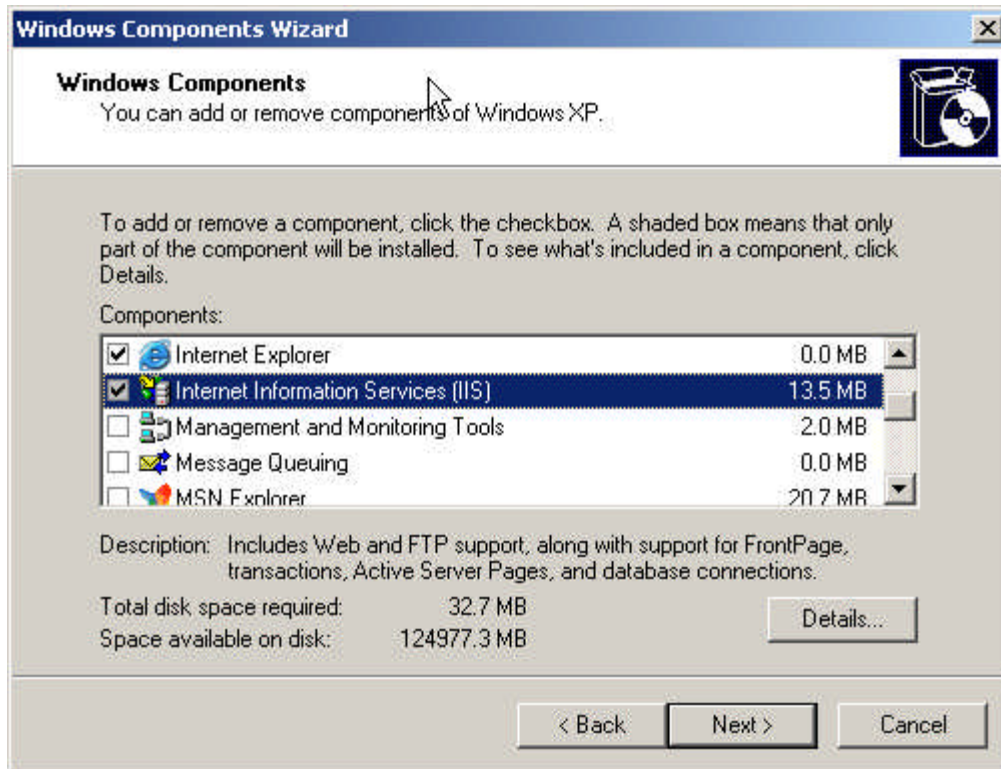 Windows Components Wizard
Windows Components
You can add or remove components of Windows XP.
To add or remove a component, click the checkbox.  A shaded box means that only
part of the component will be installed.  To see what's included in a component, click
Details.
Components:
Internet Explorer 0.0 MB
Internet Information Services (IIS) 13.5 MB
Management and Monitoring Tools 2.0 MB
Message Queuing 0.0 MB
MSN Explorer 20.7 MB
Description: Includes Web and FTP support, along with support for FrontPage,
transactions, Active Server Pages, and database connections.
Total disk space required: 32.7 MB
Space available on disk: 124977.3 MB
Details...
< Back Next > Cancel